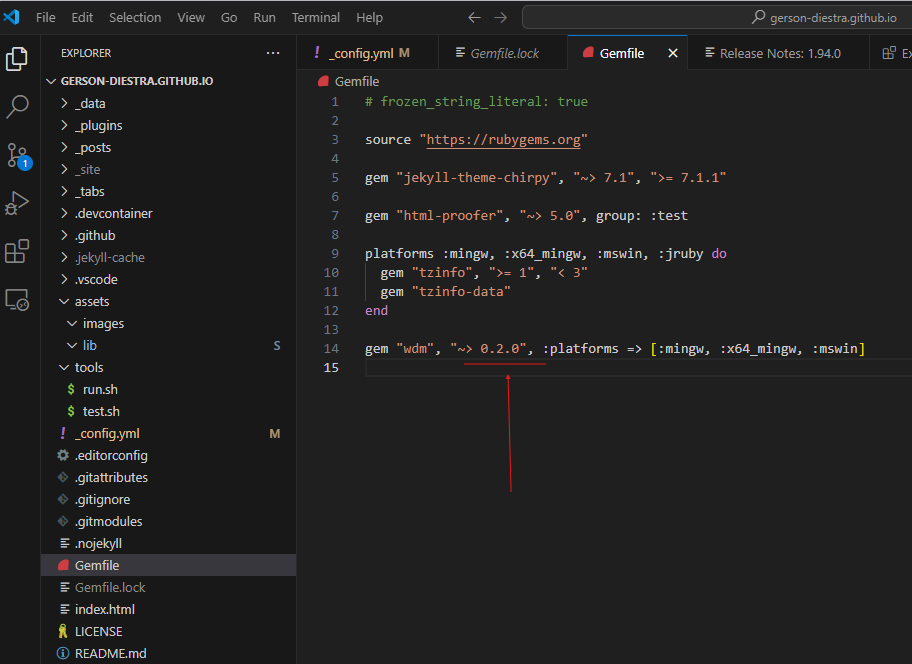 File Edit Selection View Go Run Terminal Help gerson-diestra.github.io
EXPLORER
_config.yml M Gemfile.lock Gemfile Release Notes: 1.94.0
GERSON-DIESTRA.GITHUB.IO
_data
_plugins
_posts
_site
_tabs
.devcontainer
.github
.jekyll-cache
.vscode
assets
images
lib S
tools
$ run.sh
$ test.sh
! _config.yml M
.editorconfig
.gitattributes
.gitignore
.gitmodules
.nojekyll
Gemfile
Gemfile.lock
index.html
LICENSE
README.md
1
Gemfile
1 # frozen_string_literal: true
2
3 source "https://rubygems.org"
4
5 gem "jekyll-theme-chirpy", "~> 7.1", ">= 7.1.1"
6
7 gem "html-proofer", "~> 5.0", group: :test
8
9 platforms :mingw, :x64_mingw, :mswin, :jruby do
10 gem "tzinfo", ">= 1", "< 3"
11 gem "tzinfo-data"
12 end
13
14 gem "wdm", "~> 0.2.0", :platforms => [:mingw, :x64_mingw, :mswin]
15